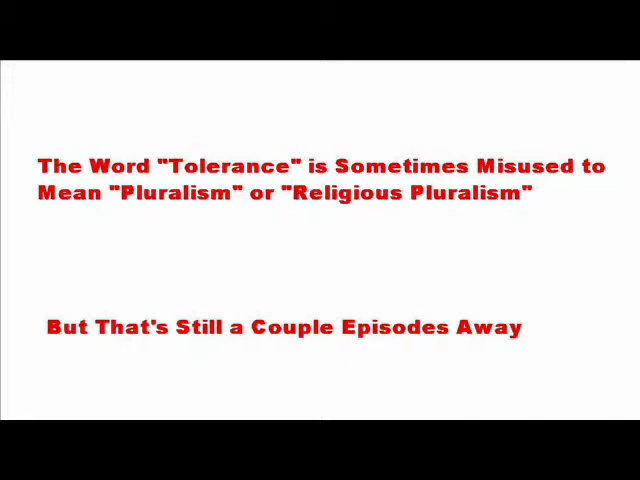 The Word "Tolerance" is Sometimes Misused to
Mean "Pluralism" or "Religious Pluralism"
But That's Still a Couple Episodes Away